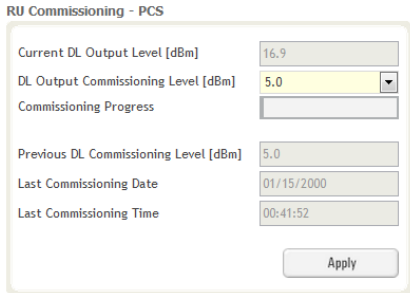 RU Commissioning - PCS
Current DL Output Level [dBm] 16.9
DL Output Commissioning Level [dBm] 5.0
Commissioning Progress
Previous DL Commissioning Level [dBm] 5.0
Last Commissioning Date 01/15/2000
Last Commissioning Time 00:41:52
Apply